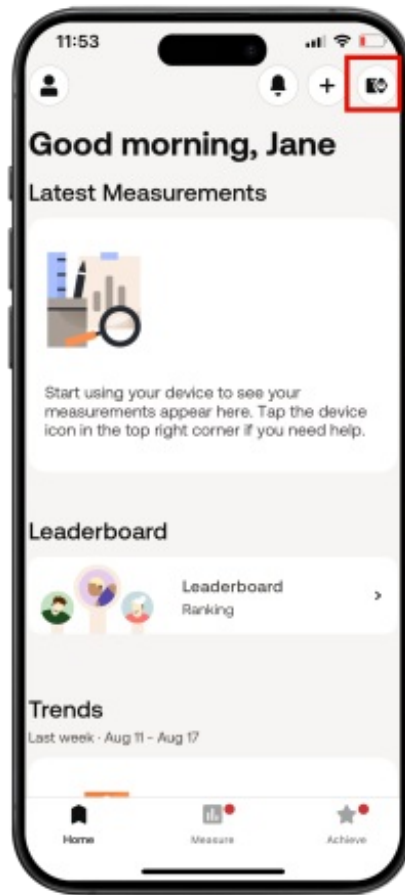 11:53
Good morning, Jane
Latest Measurements
Start using your device to see your
measurements appear here. Tap the device
icon in the top right corner if you need help.
Leaderboard
Leaderboard
Ranking
Trends
Last week · Aug 11 – Aug 17
Home
Measure
Achieve